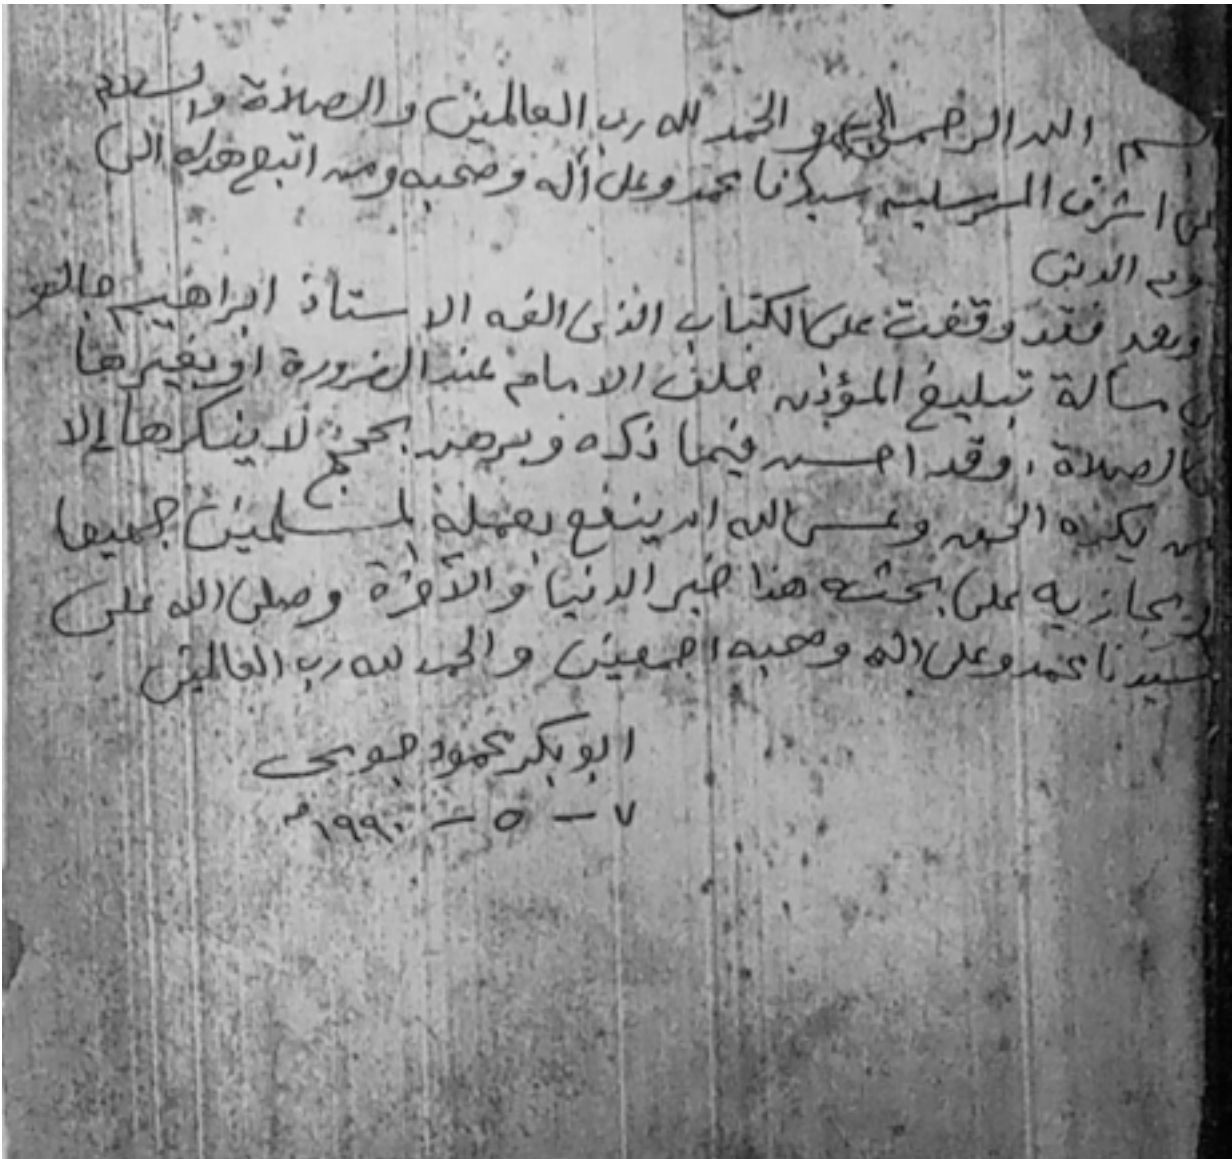 بسم الله الرحمن الرحيم والحمد لله رب العالمين والصلاة والسلام
على اشرف المرسلين سيدنا محمد وعلى آله وصحبه ومن اتبع هداه الى
يوم الدين
وبعد فقد وقفت على الكتاب الذى الفه الاستاذ ابراهيم جالو
فى مسألة تبليغ المؤذن خلف الامام عند الضرورة او بغيرها
فى الصلاة، وقد احسن فيما ذكره وبرهن بحجج لا ينكرها إلا
من يكره الحق وعسى الله ان ينفع بعمله المسلمين جميعا
ويجازيه على بحثه هذا خير الدنيا والآخرة وصلى الله على
سيدنا محمد وعلى آله وصحبه اجمعين والحمد لله رب العالمين
ابوبكر محمود جومى
٧ - ٥ - ١٩٩٠م